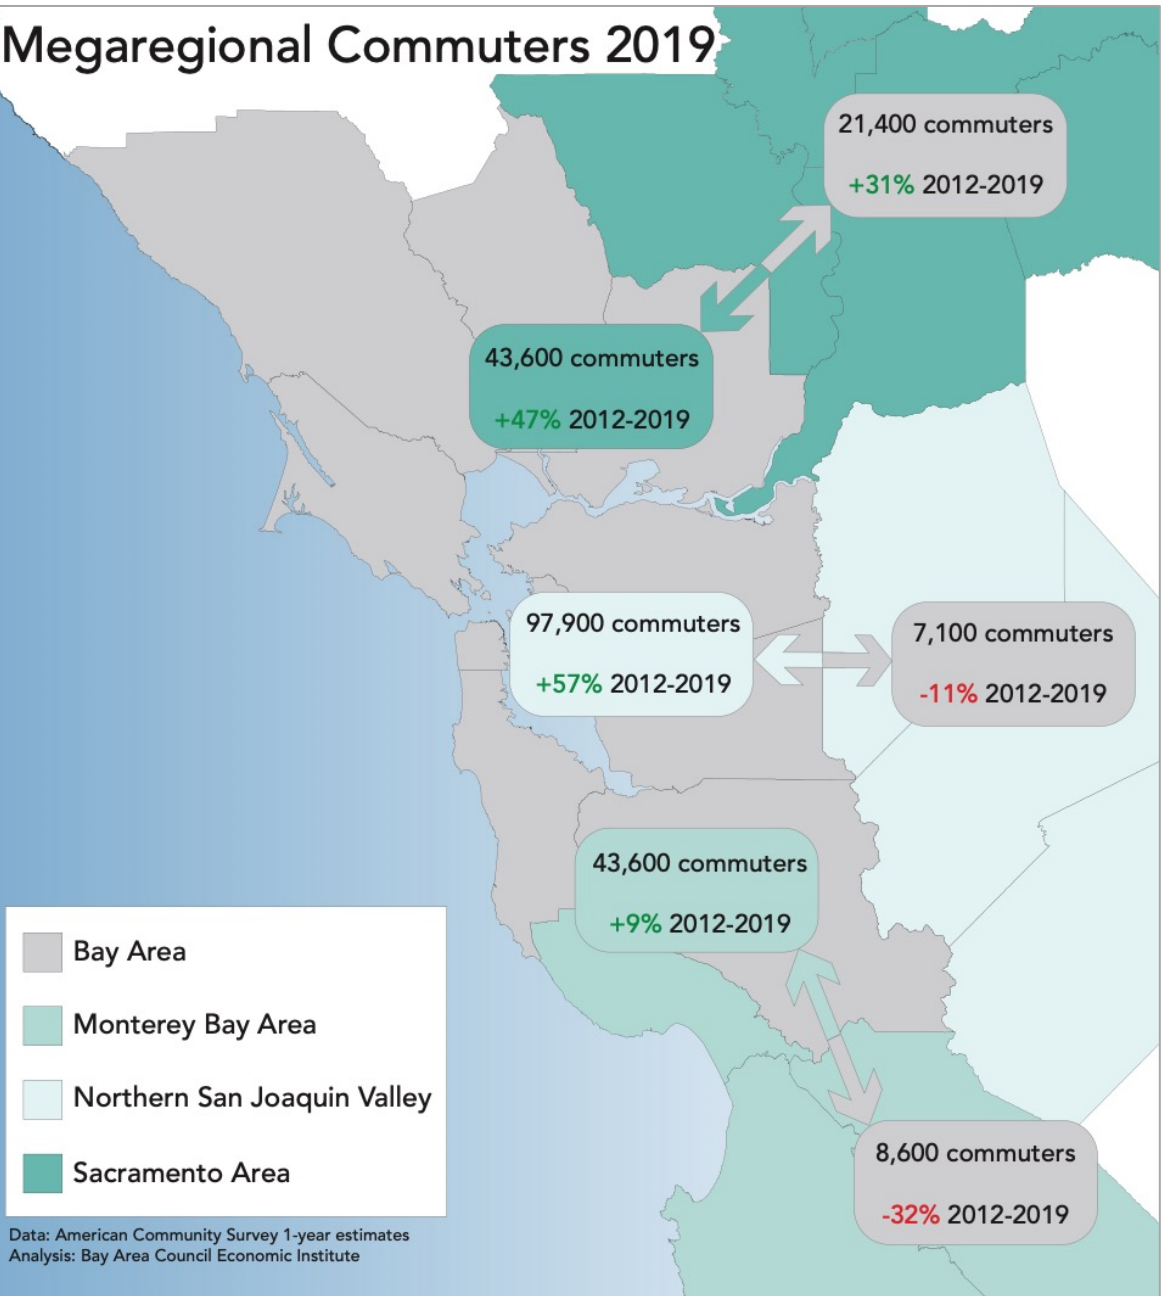 Megaregional Commuters 2019
21,400 commuters
+31% 2012-2019
43,600 commuters
+47% 2012-2019
97,900 commuters
+57% 2012-2019
7,100 commuters
-11% 2012-2019
43,600 commuters
+9% 2012-2019
8,600 commuters
-32% 2012-2019
Bay Area
Monterey Bay Area
Northern San Joaquin Valley
Sacramento Area
Data: American Community Survey 1-year estimates
Analysis: Bay Area Council Economic Institute